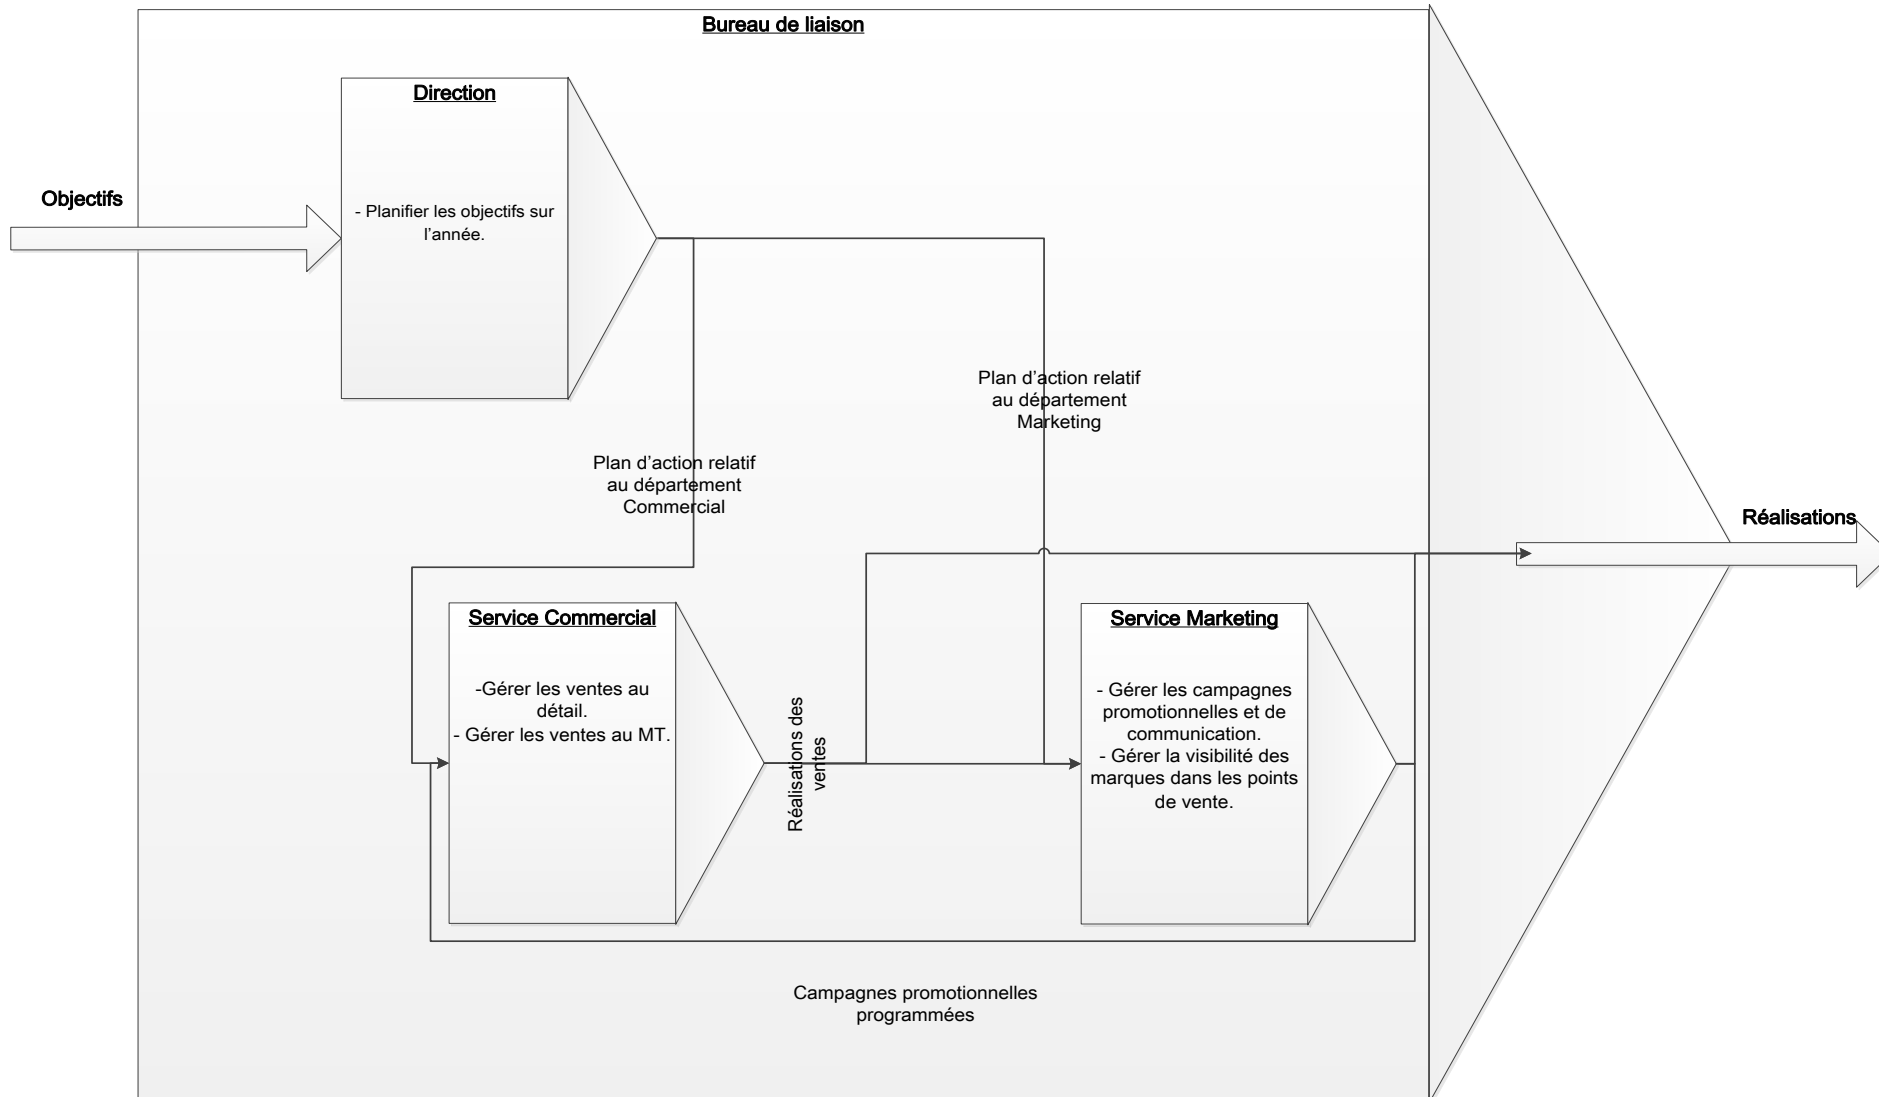 Bureau de liaison
Direction
- Planifier les objectifs sur
l'année.
Objectifs
Plan d'action relatif
au département
Marketing
Plan d'action relatif
au département
Commercial
Réalisations
Service Commercial
-Gérer les ventes au
détail.
- Gérer les ventes au MT.
Réalisations des
ventes
Service Marketing
- Gérer les campagnes
promotionnelles et de
communication.
- Gérer la visibilité des
marques dans les points
de vente.
Campagnes promotionnelles
programmées